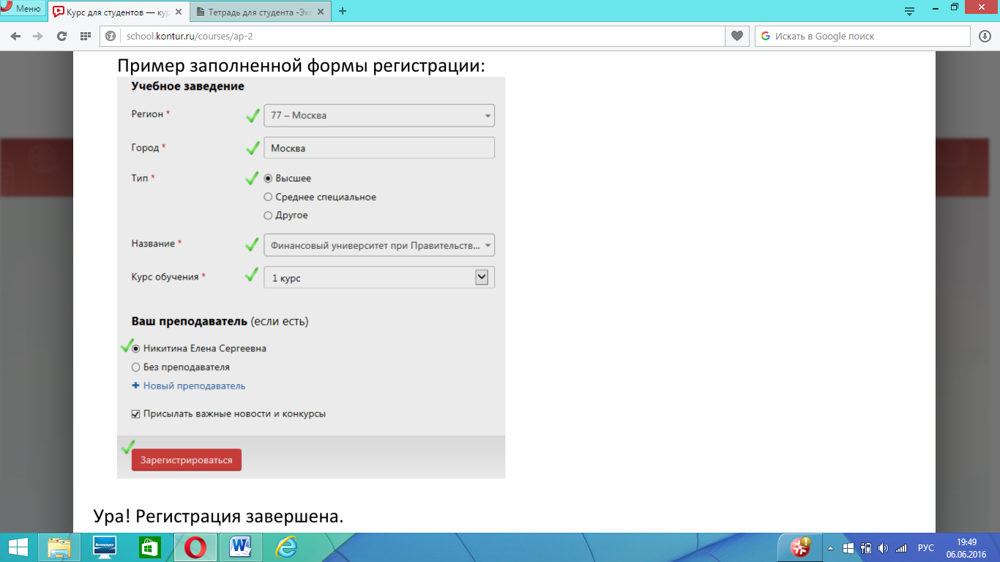 Меню
Курс для студентов — кур
Тетрадь для студента -Экс
school.kontur.ru/courses/ap-2
Искать в Google поиск
Пример заполненной формы регистрации:
Учебное заведение
Регион *
77 – Москва
Город *
Москва
Тип *
Высшее
Среднее специальное
Другое
Название *
Финансовый университет при Правительств...
Курс обучения *
1 курс
Ваш преподаватель (если есть)
Никитина Елена Сергеевна
Без преподавателя
+ Новый преподаватель
Присылать важные новости и конкурсы
Зарегистрироваться
Ура! Регистрация завершена.
lenovo
РУС
19:49
06.06.2016